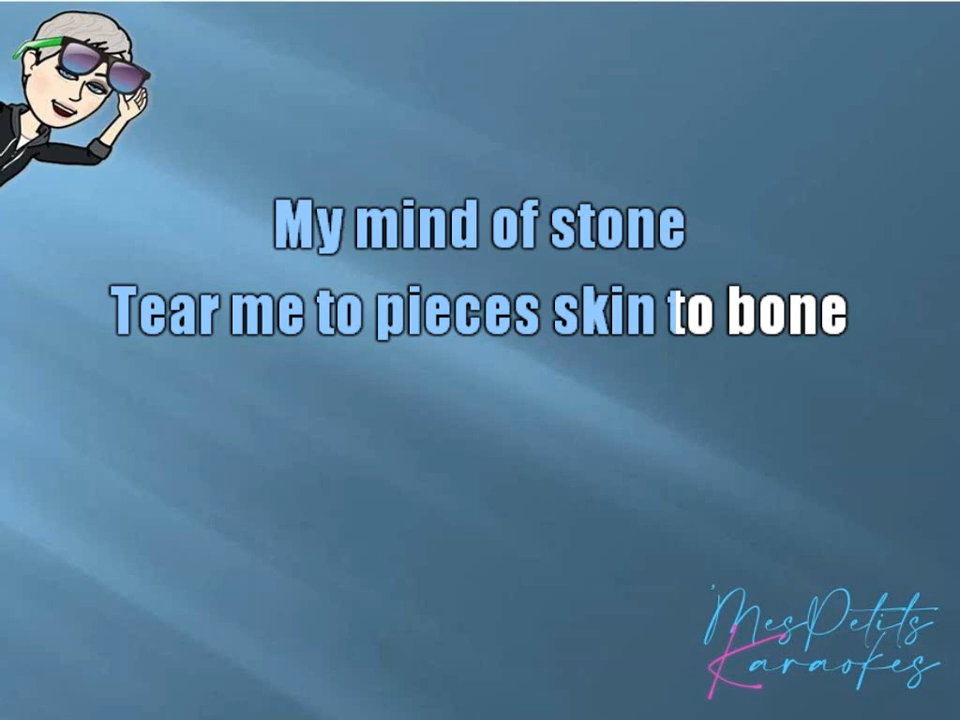 My mind of stone
Tear me to pieces skin to bone
MesPetits
Karaokes